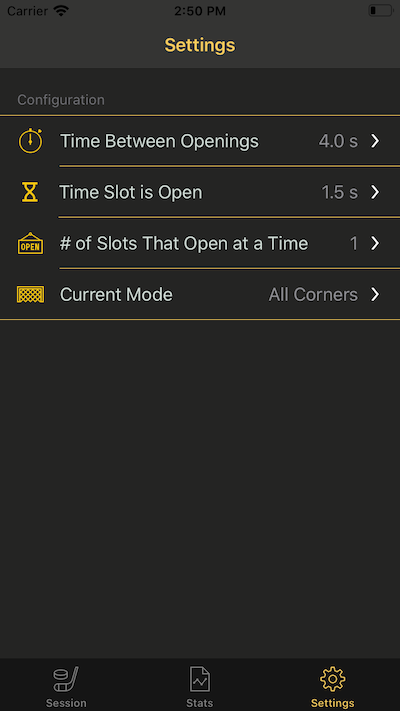 Carrier 2:50 PM
Settings
Configuration
Time Between Openings 4.0 s
Time Slot is Open 1.5 s
OPEN # of Slots That Open at a Time 1
Current Mode All Corners
Session Stats Settings